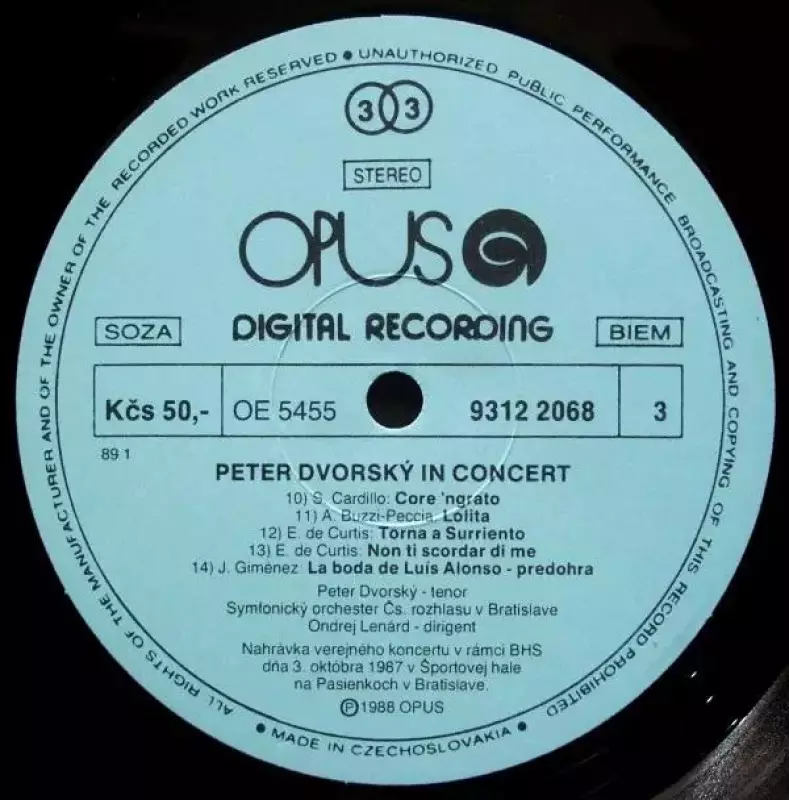 ALL RIGHTS OF THE MANUFACTURER AND OF THE OWNER OF THE RECORDED WORK RESERVED • UNAUTHORIZED PUBLIC PERFORMANCE BROADCASTING AND COPYING OF THIS RECORD PROHIBITED
33
STEREO
OPUS
SOZA DIGITAL RECORDING BIEM
Kčs 50,- OE 5455 9312 2068 3
89 1
PETER DVORSKÝ IN CONCERT
10) S. Cardillo: Core 'ngrato
11) A. Buzzi-Peccia: Lolita
12) E. de Curtis: Torna a Surriento
13) E. de Curtis: Non ti scordar di me
14) J. Giménez: La boda de Luís Alonso - predohra
Peter Dvorský - tenor
Symfonický orchester Čs. rozhlasu v Bratislave
Ondrej Lenárd - dirigent
Nahrávka verejného koncertu v rámci BHS
dňa 3. októbra 1987 v Športovej hale
na Pasienkoch v Bratislave.
Ⓟ 1988 OPUS
• MADE IN CZECHOSLOVAKIA •